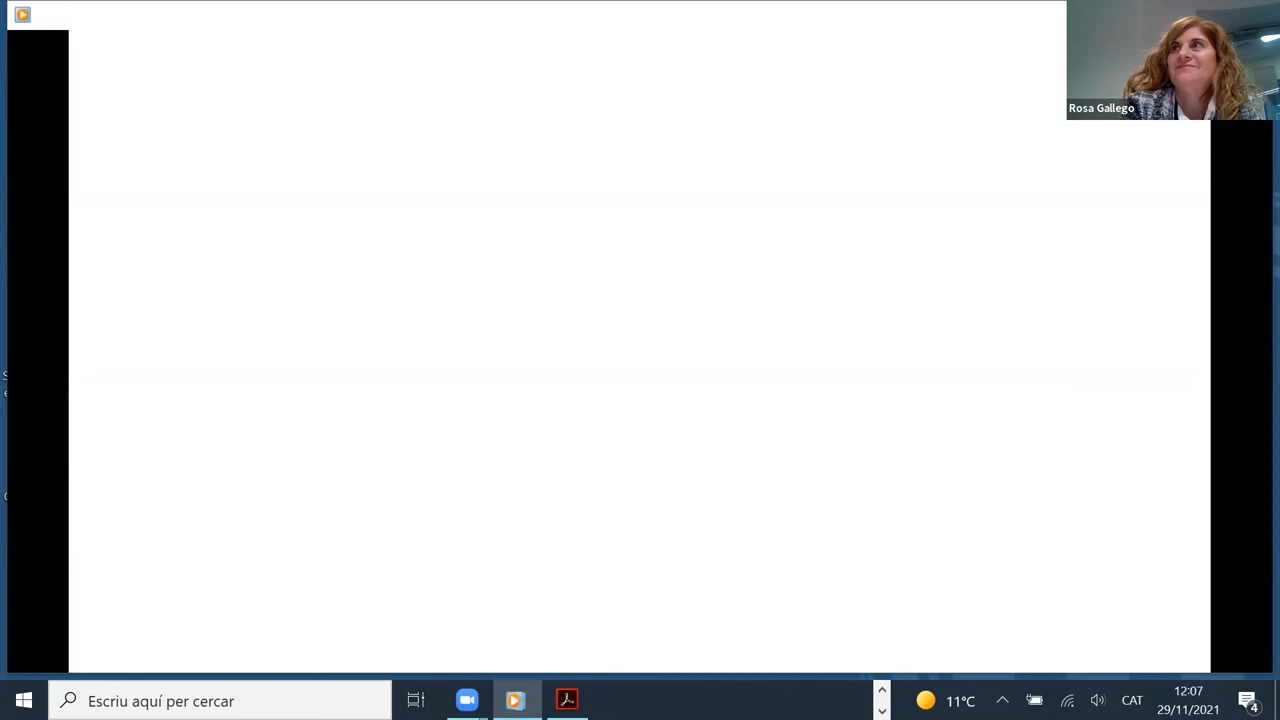 Rosa Gallego
Escriu aquí per cercar
11°C
CAT
12:07
29/11/2021
4